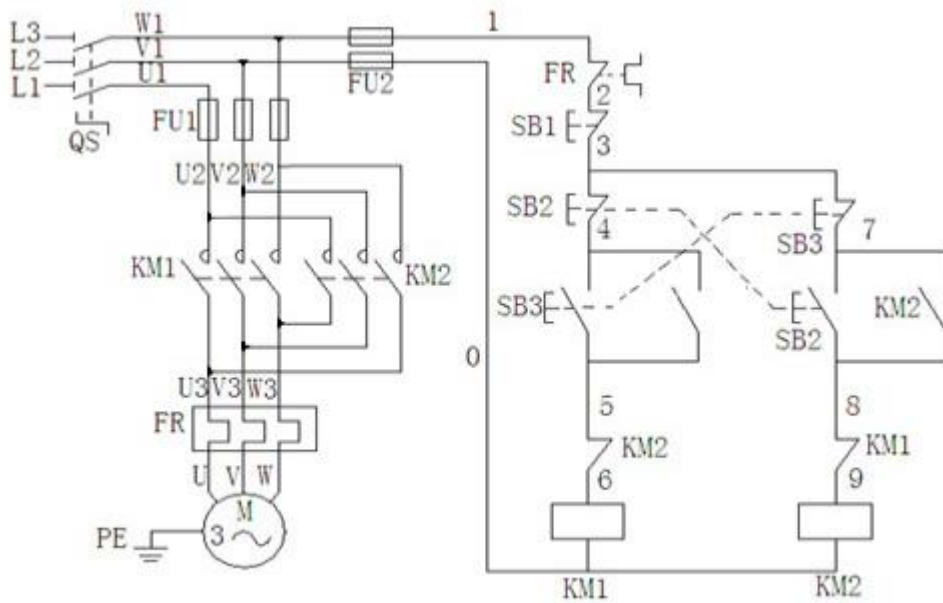 L3 W1 1
L2 V1
L1 U1 FU2 FR
2
QS FU1 SB1
3
U2 V2 W2
SB2 4 SB3 7
KM1 KM2 SB3 SB2 KM2
0
U3 V3 W3
5 8
FR KM2 KM1
6 9
U V W
M
3
PE
KM1 KM2